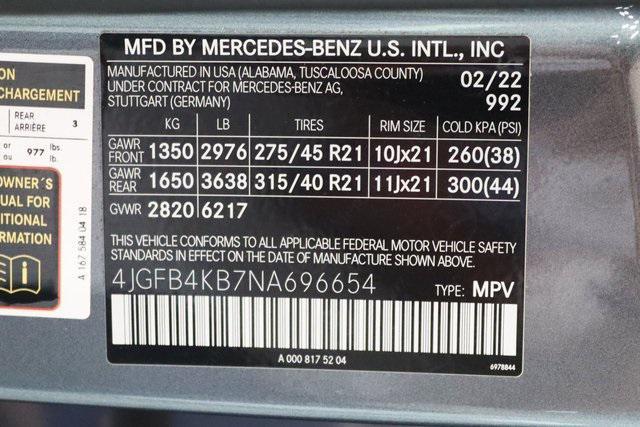 ON
CHARGEMENT
REAR
ARRIÈRE 3
or
ou 977 lbs.
lb.
OWNER´S
UAL FOR
ITIONAL
RMATION
A 167 584 04 18
MFD BY MERCEDES-BENZ U.S. INTL., INC
MANUFACTURED IN USA (ALABAMA, TUSCALOOSA COUNTY)
UNDER CONTRACT FOR MERCEDES-BENZ AG,
STUTTGART (GERMANY)
02/22
992
KG LB TIRES RIM SIZE COLD KPA (PSI)
GAWR
FRONT 1350 2976 275/45 R21 10Jx21 260(38)
GAWR
REAR 1650 3638 315/40 R21 11Jx21 300(44)
GVWR 2820 6217
THIS VEHICLE CONFORMS TO ALL APPLICABLE FEDERAL MOTOR VEHICLE SAFETY
STANDARDS IN EFFECT ON THE DATE OF MANUFACTURE SHOWN ABOVE.
4JGFB4KB7NA696654 TYPE: MPV
A 000 817 52 04
6978844